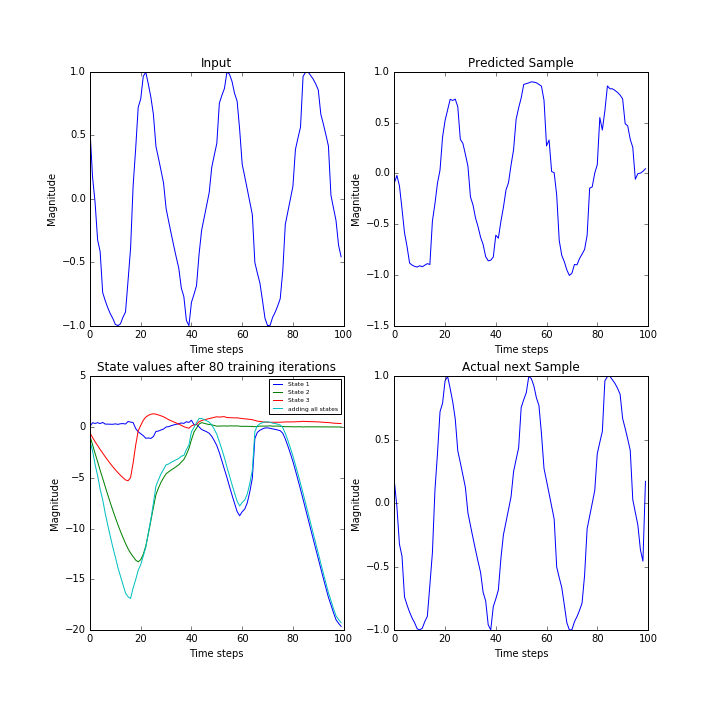 Input
Predicted Sample
1.0
0.5
0.0
−0.5
−1.0
Magnitude
0 20 40 60 80 100
Time steps
1.0
0.5
0.0
−0.5
−1.0
−1.5
Magnitude
0 20 40 60 80 100
Time steps
State values after 80 training iterations
Actual next Sample
5
0
−5
−10
−15
−20
Magnitude
State 1
State 2
State 3
adding all states
0 20 40 60 80 100
Time steps
1.0
0.5
0.0
−0.5
−1.0
Magnitude
0 20 40 60 80 100
Time steps